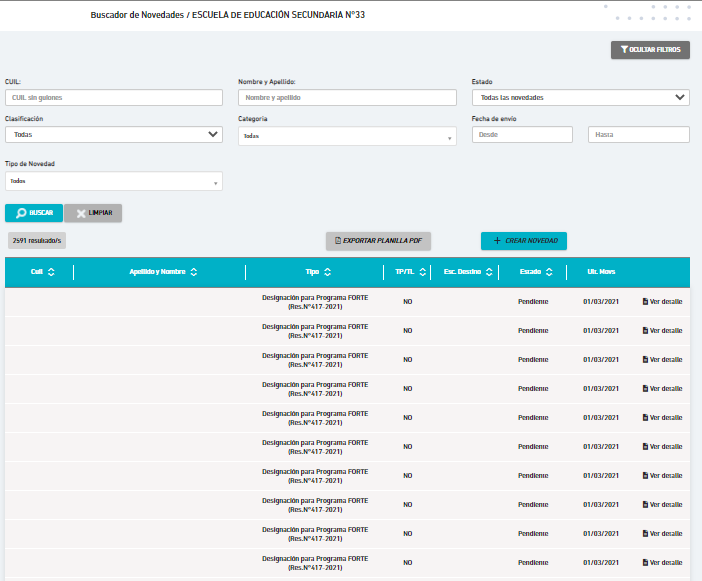 Buscador de Novedades / ESCUELA DE EDUCACIÓN SECUNDARIA N°33
OCULTAR FILTROS
CUIL: Nombre y Apellido: Estado
CUIL sin guiones Nombre y apellido Todas las novedades
Clasificación Categoría Fecha de envío
Todas Todas Desde Hasta
Tipo de Novedad
Todos
BUSCAR LIMPIAR
2591 resultado/s EXPORTAR PLANILLA PDF + CREAR NOVEDAD
Cuil Apellido y Nombre Tipo TP/TL Esc. Destino Estado Ult. Movs
Designación para Programa FORTE
(Res.N°417-2021) NO Pendiente 01/03/2021 Ver detalle
Designación para Programa FORTE
(Res.N°417-2021) NO Pendiente 01/03/2021 Ver detalle
Designación para Programa FORTE
(Res.N°417-2021) NO Pendiente 01/03/2021 Ver detalle
Designación para Programa FORTE
(Res.N°417-2021) NO Pendiente 01/03/2021 Ver detalle
Designación para Programa FORTE
(Res.N°417-2021) NO Pendiente 01/03/2021 Ver detalle
Designación para Programa FORTE
(Res.N°417-2021) NO Pendiente 01/03/2021 Ver detalle
Designación para Programa FORTE
(Res.N°417-2021) NO Pendiente 01/03/2021 Ver detalle
Designación para Programa FORTE
(Res.N°417-2021) NO Pendiente 01/03/2021 Ver detalle
Designación para Programa FORTE
(Res.N°417-2021) NO Pendiente 01/03/2021 Ver detalle
Designación para Programa FORTE
(Res.N°417-2021) NO Pendiente 01/03/2021 Ver detalle